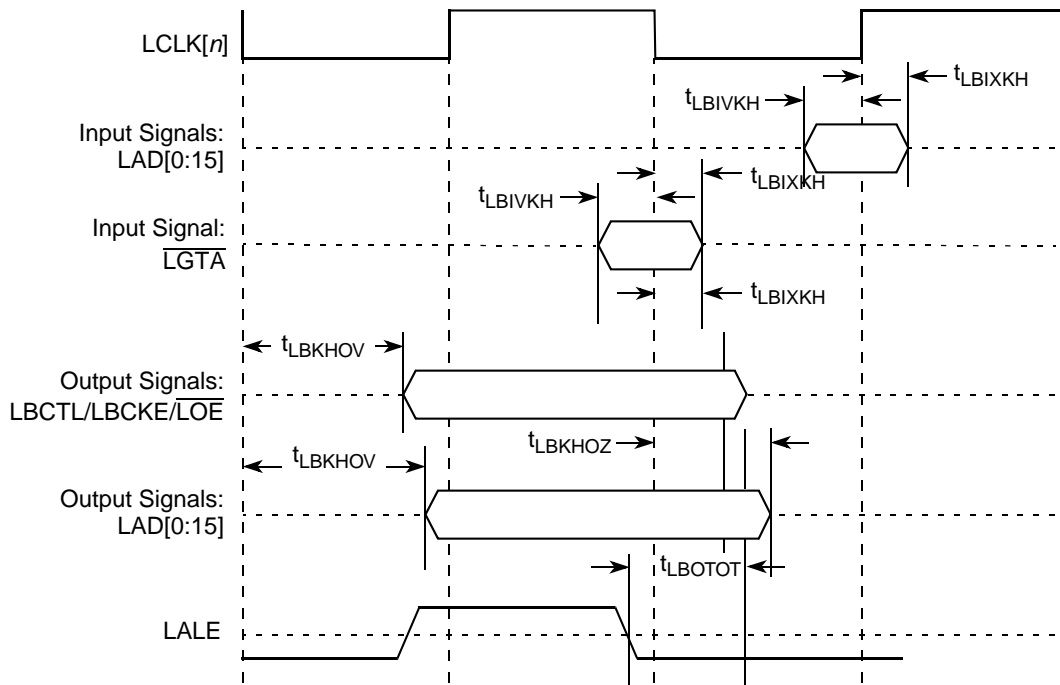 LCLK[n]
tLBIVKH
tLBIXKH
Input Signals:
LAD[0:15]
tLBIXKH
tLBIVKH
Input Signal:
LGTA
tLBIXKH
tLBKHOV
Output Signals:
LBCTL/LBCKE/LOE
tLBKHOZ
tLBKHOV
Output Signals:
LAD[0:15]
tLBOTOT
LALE